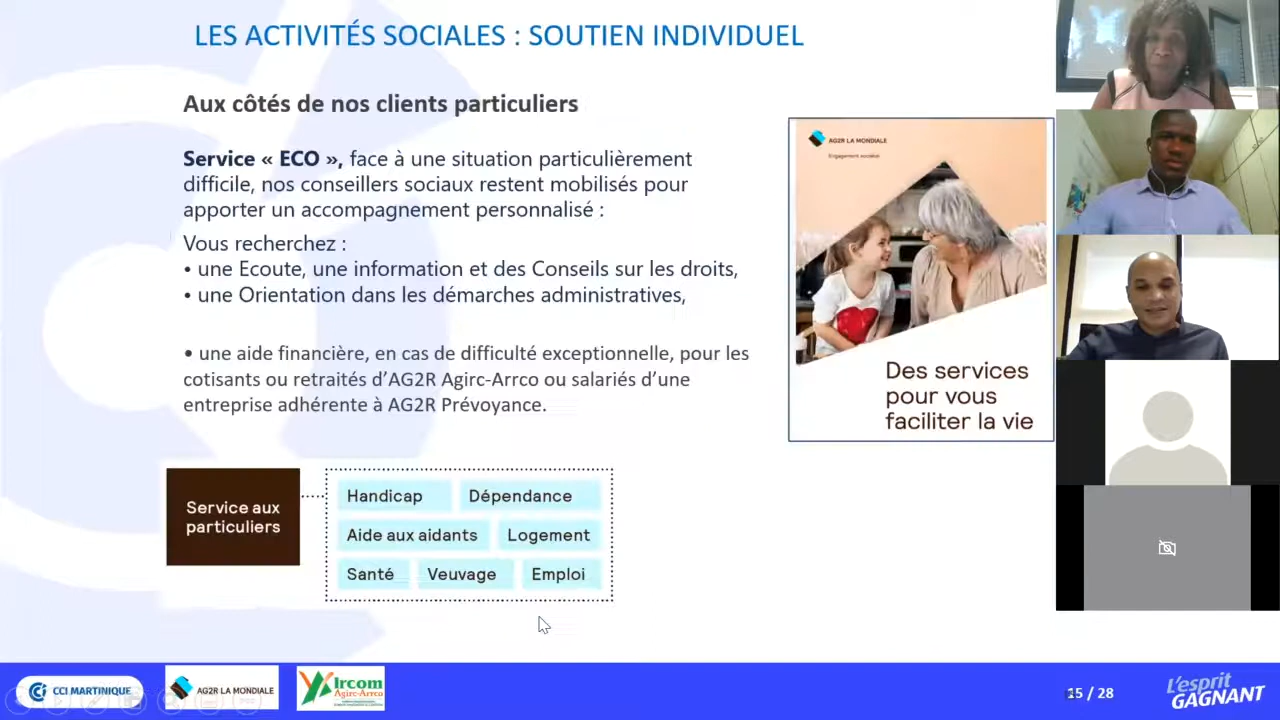 LES ACTIVITÉS SOCIALES : SOUTIEN INDIVIDUEL
Aux côtés de nos clients particuliers
Service « ECO », face à une situation particulièrement
difficile, nos conseillers sociaux restent mobilisés pour
apporter un accompagnement personnalisé :
Vous recherchez :
• une Ecoute, une information et des Conseils sur les droits,
• une Orientation dans les démarches administratives,
• une aide financière, en cas de difficulté exceptionnelle, pour les
cotisants ou retraités d’AG2R Agirc-Arrco ou salariés d’une
entreprise adhérente à AG2R Prévoyance.
AG2R LA MONDIALE
Engagement sociétal
Des services
pour vous
faciliter la vie
Service aux
particuliers
Handicap
Dépendance
Aide aux aidants
Logement
Santé
Veuvage
Emploi
CCI MARTINIQUE
AG2R LA MONDIALE
Ircom
Agirc-Arrco
15 / 28
L'esprit
GAGNANT